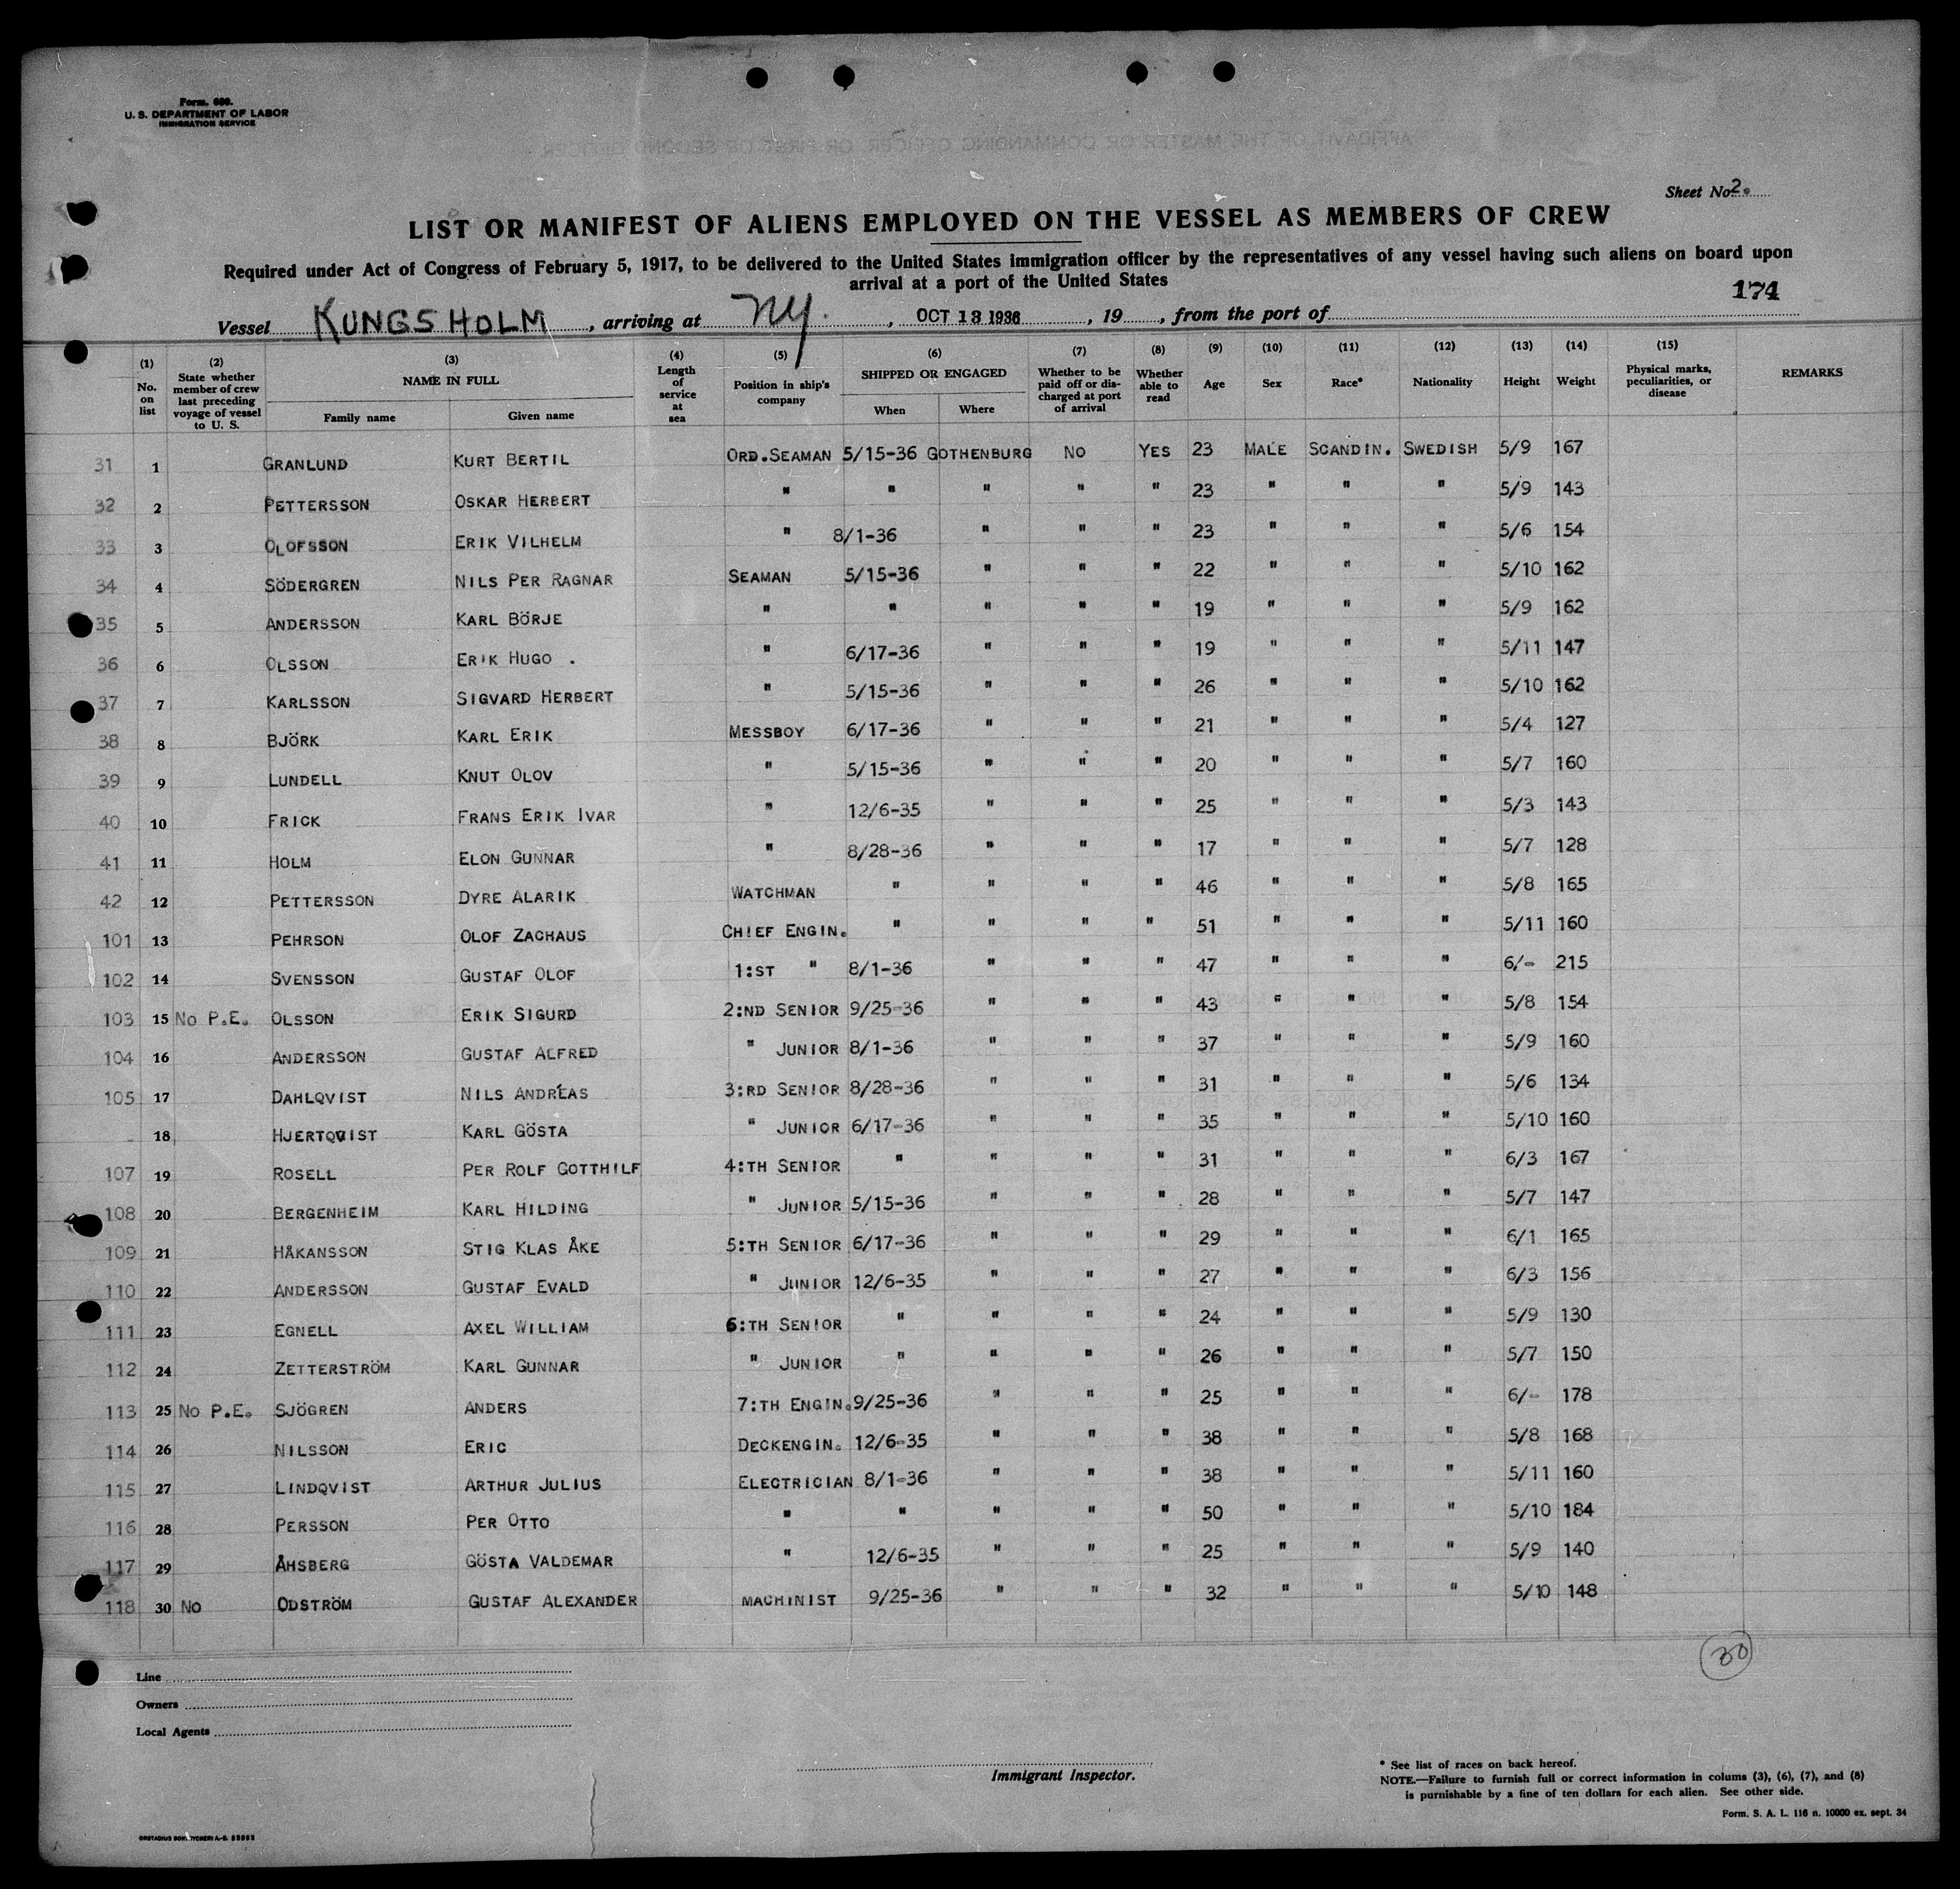 Form. 689.
U. S. DEPARTMENT OF LABOR
IMMIGRATION SERVICE
Sheet No. 2.
LIST OR MANIFEST OF ALIENS EMPLOYED ON THE VESSEL AS MEMBERS OF CREW
Required under Act of Congress of February 5, 1917, to be delivered to the United States immigration officer by the representatives of any vessel having such aliens on board upon
arrival at a port of the United States
174
Vessel KUNGSHOLM, arriving at NY., OCT 13 1936, 19, from the port of
(1) No. on list (2) State whether member of crew last preceding voyage of vessel to U. S. (3) NAME IN FULL Family name Given name (4) Length of service at sea (5) Position in ship's company (6) SHIPPED OR ENGAGED When Where (7) Whether to be paid off or discharged at port of arrival (8) Whether able to read (9) Age (10) Sex (11) Race* (12) Nationality (13) Height (14) Weight (15) Physical marks, peculiarities, or disease REMARKS
31 1 GRANLUND KURT BERTIL ORD.SEAMAN 5/15-36 GOTHENBURG NO YES 23 MALE SCANDIN. SWEDISH 5/9 167
32 2 PETTERSSON OSKAR HERBERT " " " " " 23 " " " 5/9 143
33 3 OLOFSSON ERIK VILHELM " 8/1-36 " " " 23 " " " 5/6 154
34 4 SÖDERGREN NILS PER RAGNAR SEAMAN 5/15-36 " " " 22 " " " 5/10 162
35 5 ANDERSSON KARL BÖRJE " " " " " 19 " " " 5/9 162
36 6 OLSSON ERIK HUGO . " 6/17-36 " " " 19 " " " 5/11 147
37 7 KARLSSON SIGVARD HERBERT " 5/15-36 " " " 26 " " " 5/10 162
38 8 BJÖRK KARL ERIK MESSBOY 6/17-36 " " " 21 " " " 5/4 127
39 9 LUNDELL KNUT OLOV " 5/15-36 " " " 20 " " " 5/7 160
40 10 FRICK FRANS ERIK IVAR " 12/6-35 " " " 25 " " " 5/3 143
41 11 HOLM ELON GUNNAR " 8/28-36 " " " 17 " " " 5/7 128
42 12 PETTERSSON DYRE ALARIK WATCHMAN " " " " 46 " " " 5/8 165
101 13 PEHRSON OLOF ZACHAUS CHIEF ENGIN. " " " " 51 " " " 5/11 160
102 14 SVENSSON GUSTAF OLOF 1:ST " 8/1-36 " " " 47 " " " 6/- 215
103 15 NO P.E. OLSSON ERIK SIGURD 2:ND SENIOR 9/25-36 " " " 43 " " " 5/8 154
104 16 ANDERSSON GUSTAF ALFRED " JUNIOR 8/1-36 " " " 37 " " " 5/9 160
105 17 DAHLQVIST NILS ANDREAS 3:RD SENIOR 8/28-36 " " " 31 " " " 5/6 134
18 HJERTQVIST KARL GÖSTA " JUNIOR 6/17-36 " " " 35 " " " 5/10 160
107 19 ROSELL PER ROLF GOTTHILF 4:TH SENIOR " " " " 31 " " " 6/3 167
108 20 BERGENHEIM KARL HILDING " JUNIOR 5/15-36 " " " 28 " " " 5/7 147
109 21 HÅKANSSON STIG KLAS ÅKE 5:TH SENIOR 6/17-36 " " " 29 " " " 6/1 165
110 22 ANDERSSON GUSTAF EVALD " JUNIOR 12/6-35 " " " 27 " " " 6/3 156
111 23 EGNELL AXEL WILLIAM 6:TH SENIOR " " " " 24 " " " 5/9 130
112 24 ZETTERSTRÖM KARL GUNNAR " JUNIOR " " " " 26 " " " 5/7 150
113 25 NO P.E. SJÖGREN ANDERS 7:TH ENGIN. 9/25-36 " " " 25 " " " 6/- 178
114 26 NILSSON ERIC DECKENGIN. 12/6-35 " " " 38 " " " 5/8 168
115 27 LINDQVIST ARTHUR JULIUS ELECTRICIAN 8/1-36 " " " 38 " " " 5/11 160
116 28 PERSSON PER OTTO " " " " " 50 " " " 5/10 184
117 29 ÅHSBERG GÖSTA VALDEMAR " 12/6-35 " " " 25 " " " 5/9 140
118 30 NO ODSTRÖM GUSTAF ALEXANDER MACHINIST 9/25-36 " " " 32 " " " 5/10 148
30
Line
Owners
Local Agents
Immigrant Inspector.
* See list of races on back hereof.
NOTE.—Failure to furnish full or correct information in colums (3), (6), (7), and (8)
is purnishable by a fine of ten dollars for each alien. See other side.
Form. S. A. L. 116 n. 10000 ex. sept. 34